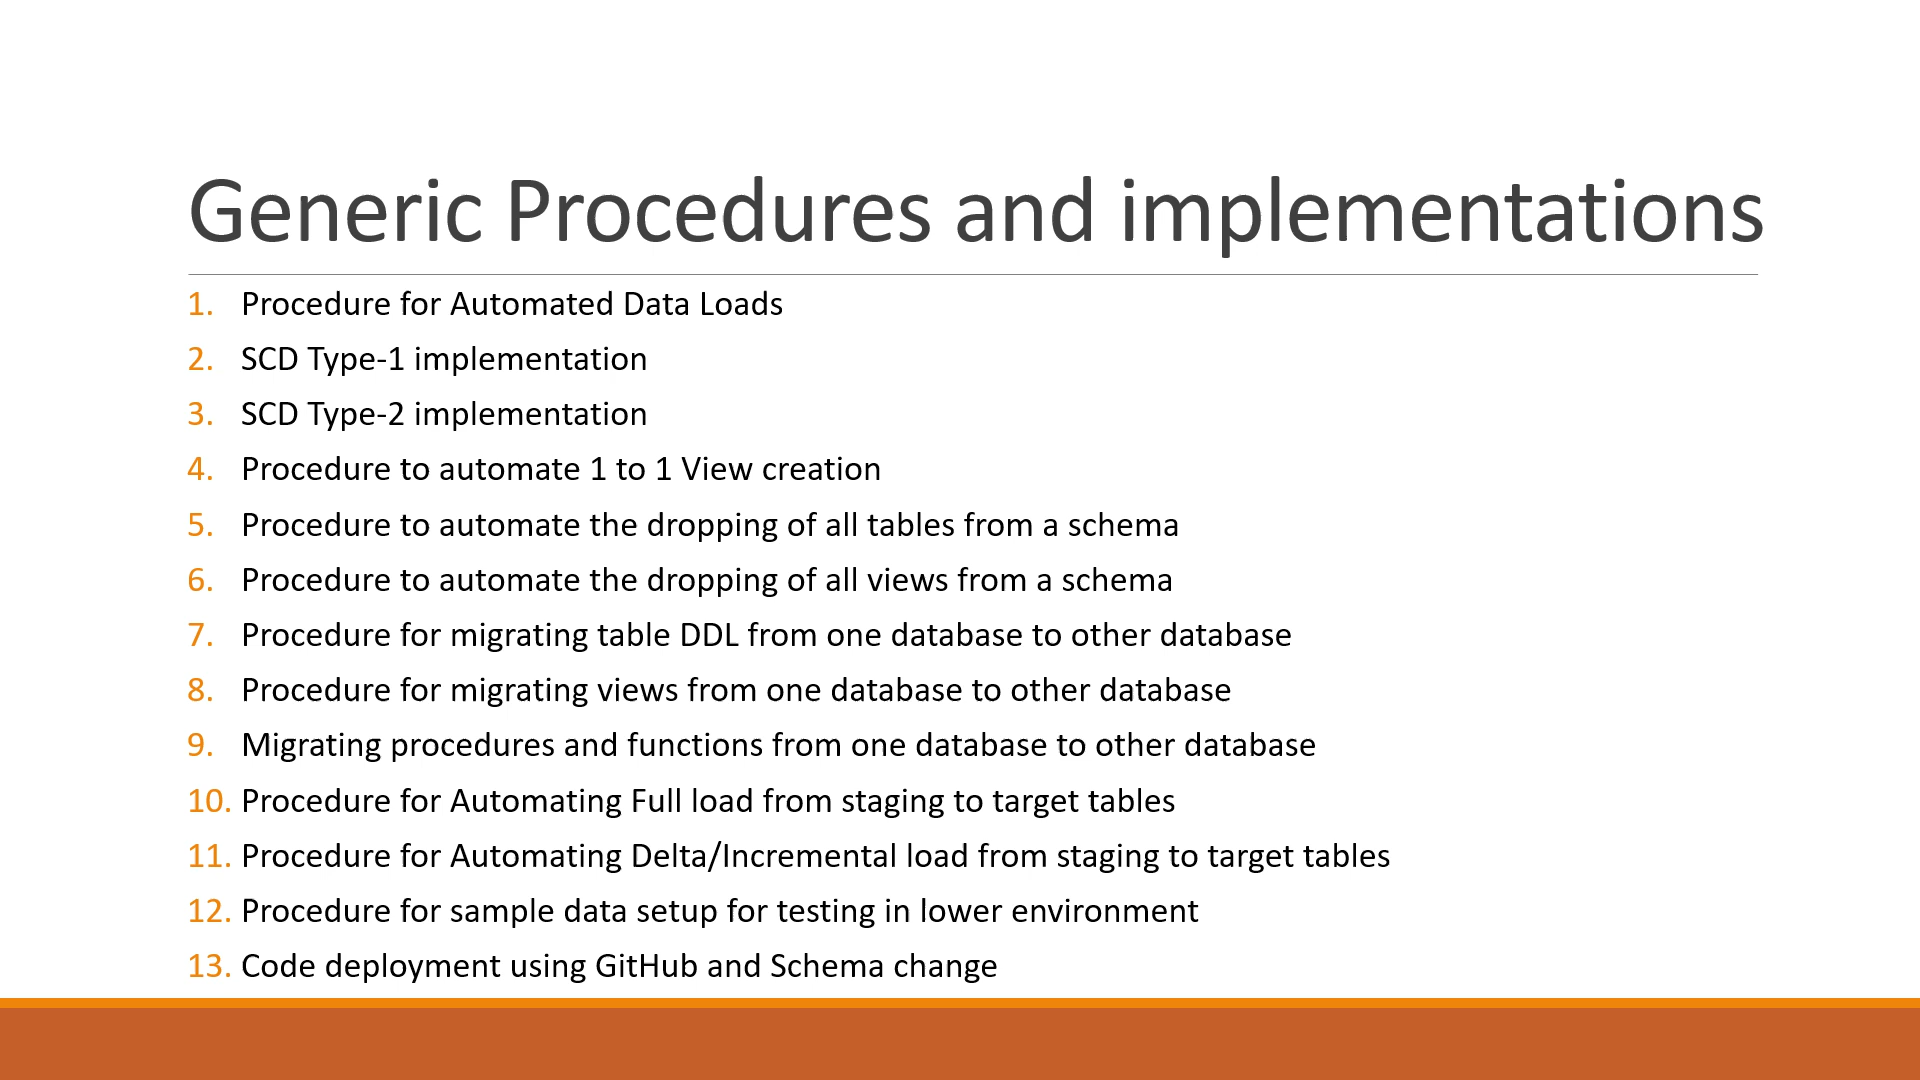 Generic Procedures and implementations
1. Procedure for Automated Data Loads
2. SCD Type-1 implementation
3. SCD Type-2 implementation
4. Procedure to automate 1 to 1 View creation
5. Procedure to automate the dropping of all tables from a schema
6. Procedure to automate the dropping of all views from a schema
7. Procedure for migrating table DDL from one database to other database
8. Procedure for migrating views from one database to other database
9. Migrating procedures and functions from one database to other database
10. Procedure for Automating Full load from staging to target tables
11. Procedure for Automating Delta/Incremental load from staging to target tables
12. Procedure for sample data setup for testing in lower environment
13. Code deployment using GitHub and Schema change